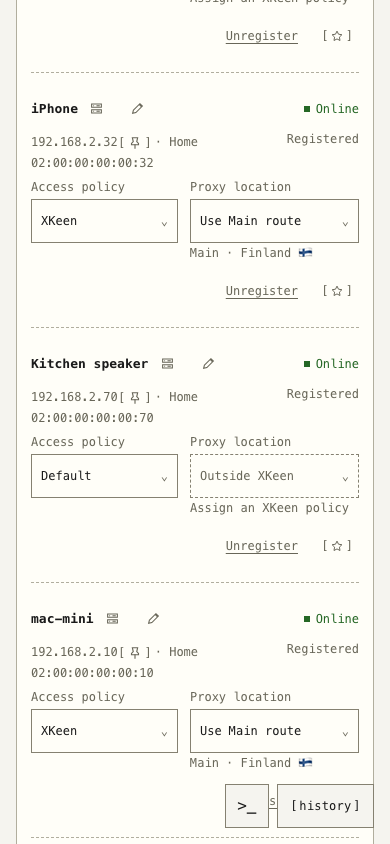 Unregister [☆]
iPhone Online
192.168.2.32[ ]· Home Registered
02:00:00:00:00:32
Access policy Proxy location
XKeen Use Main route
Main · Finland 🇫🇮
Unregister [☆]
Kitchen speaker Online
192.168.2.70[ ]· Home Registered
02:00:00:00:00:70
Access policy Proxy location
Default Outside XKeen
Assign an XKeen policy
Unregister [☆]
mac-mini Online
192.168.2.10[ ]· Home Registered
02:00:00:00:00:10
Access policy Proxy location
XKeen Use Main route
Main · Finland 🇫🇮
>_ [history]